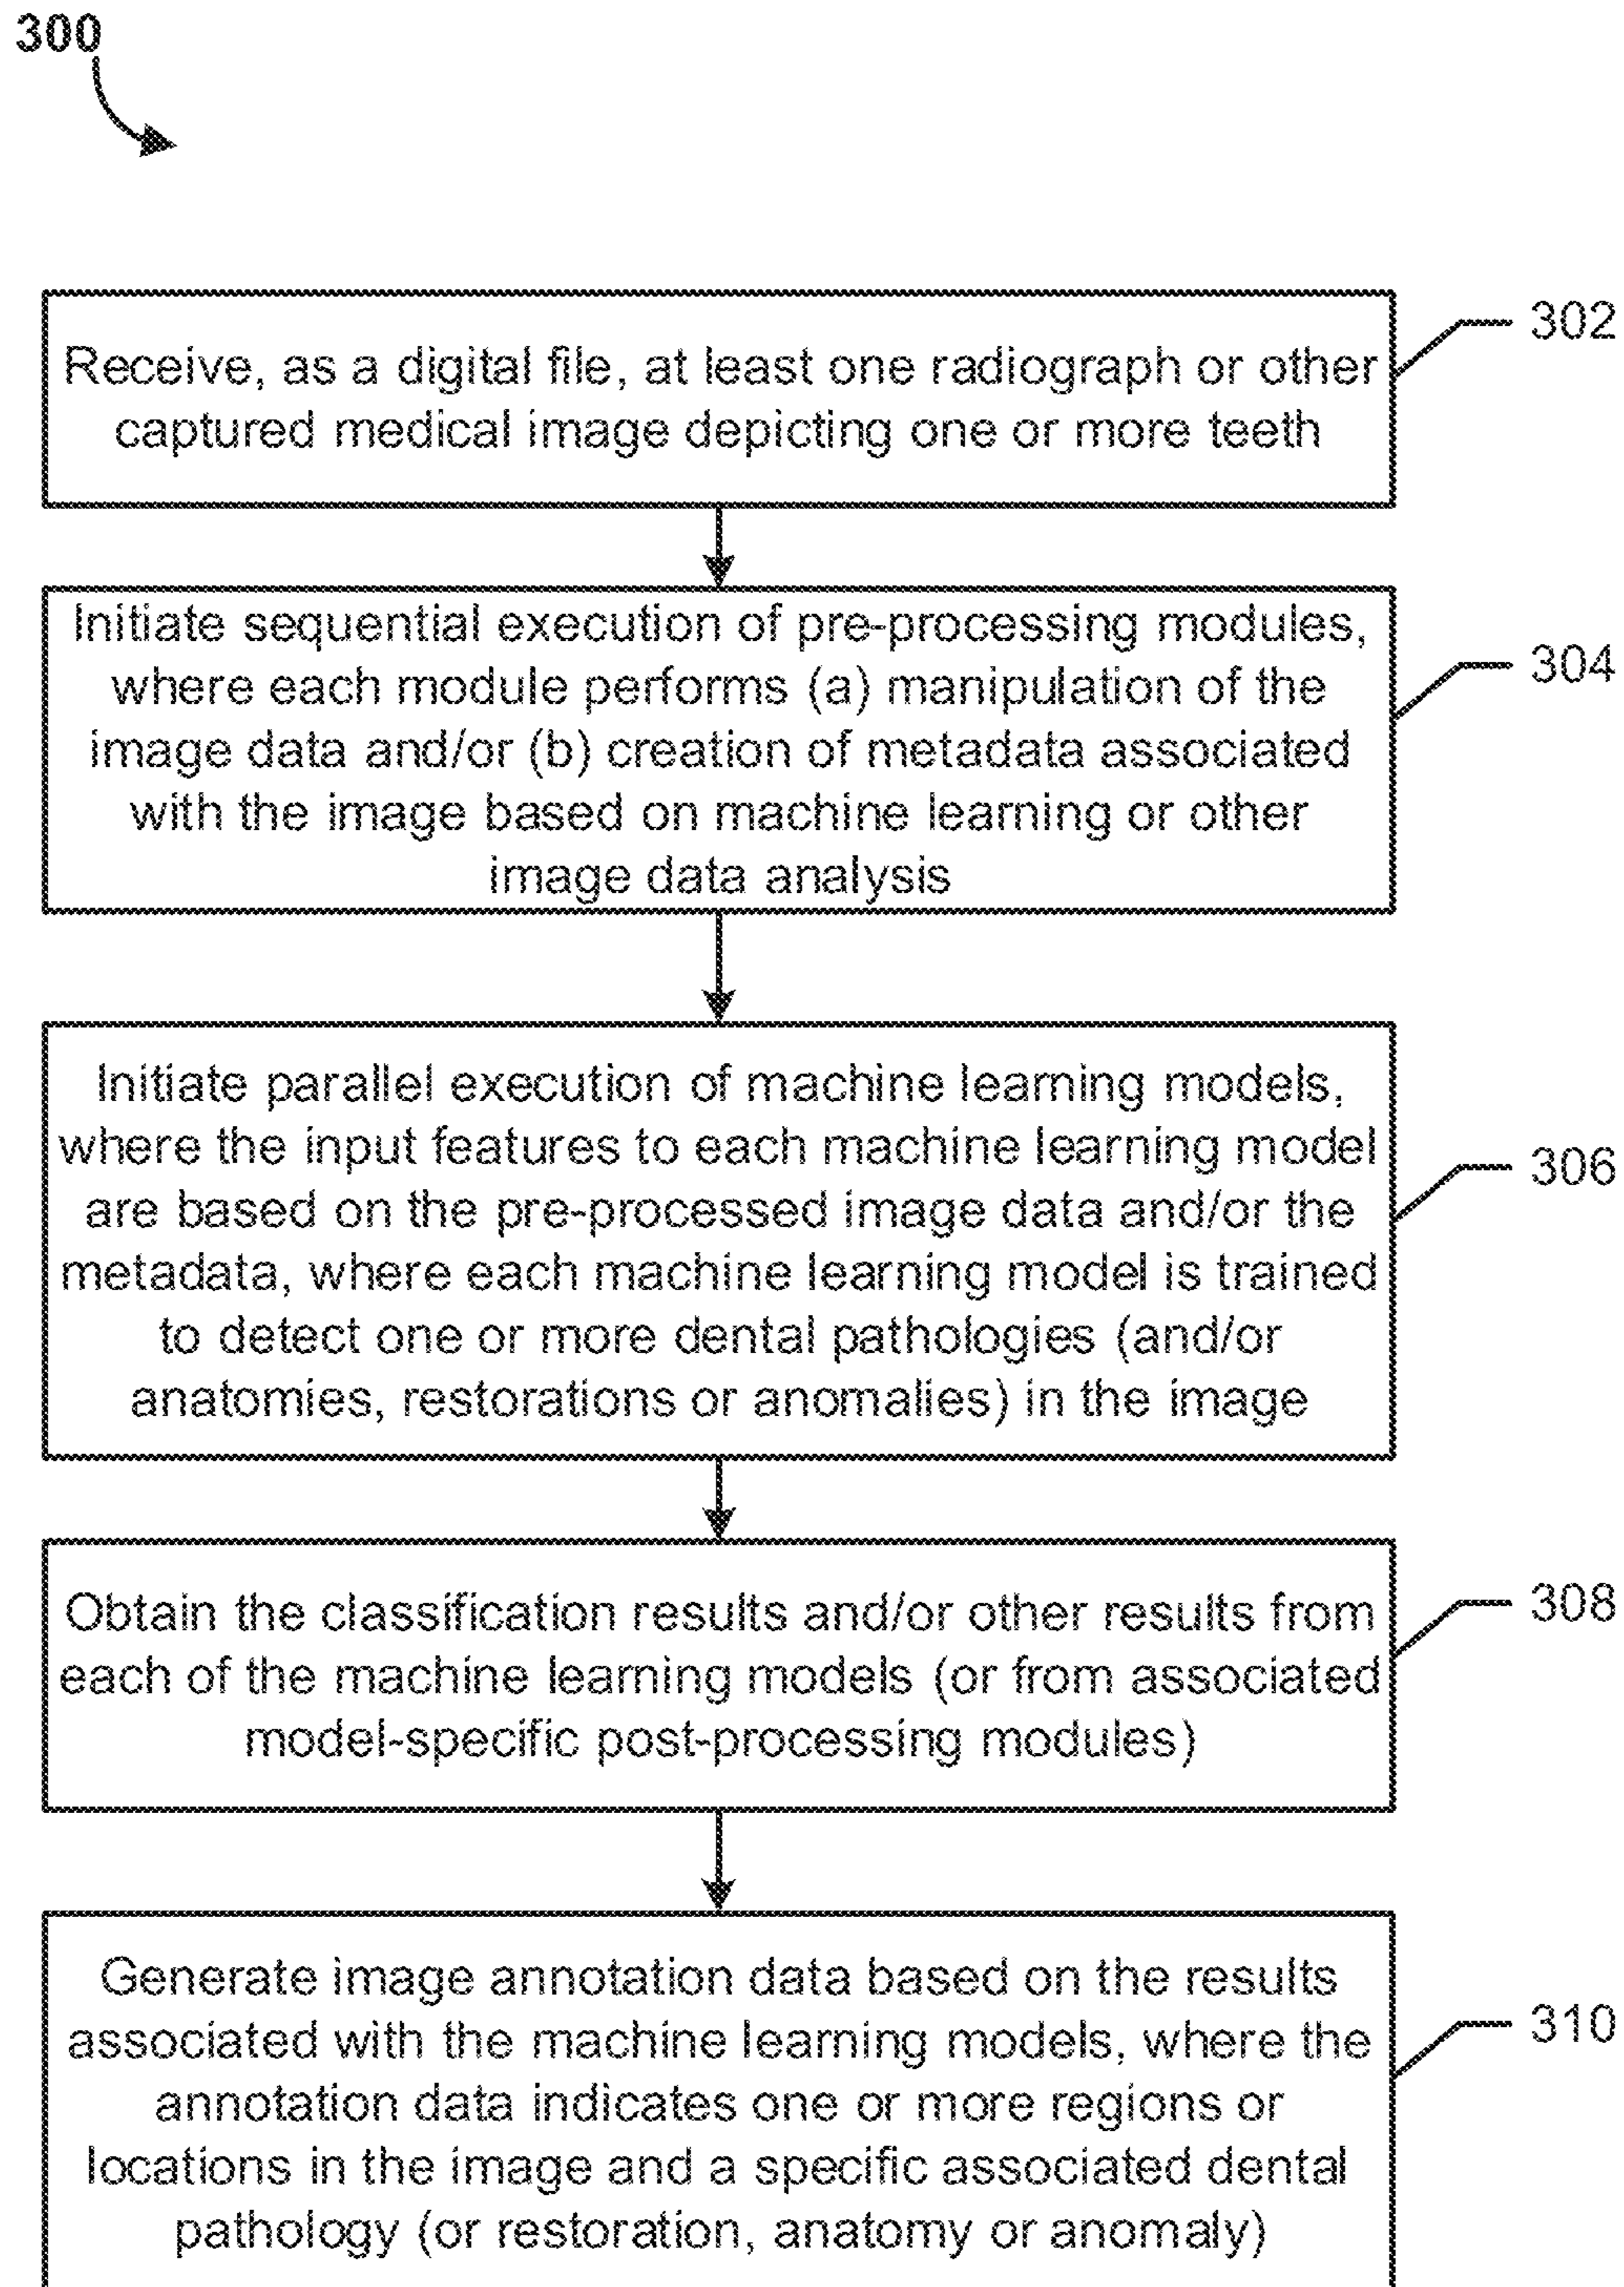 300
Receive, as a digital file, at least one radiograph or other
captured medical image depicting one or more teeth
302
Initiate sequential execution of pre-processing modules,
where each module performs (a) manipulation of the
image data and/or (b) creation of metadata associated
with the image based on machine learning or other
image data analysis
304
Initiate parallel execution of machine learning models,
where the input features to each machine learning model
are based on the pre-processed image data and/or the
metadata, where each machine learning model is trained
to detect one or more dental pathologies (and/or
anatomies, restorations or anomalies) in the image
306
Obtain the classification results and/or other results from
each of the machine learning models (or from associated
model-specific post-processing modules)
308
Generate image annotation data based on the results
associated with the machine learning models, where the
annotation data indicates one or more regions or
locations in the image and a specific associated dental
pathology (or restoration, anatomy or anomaly)
310